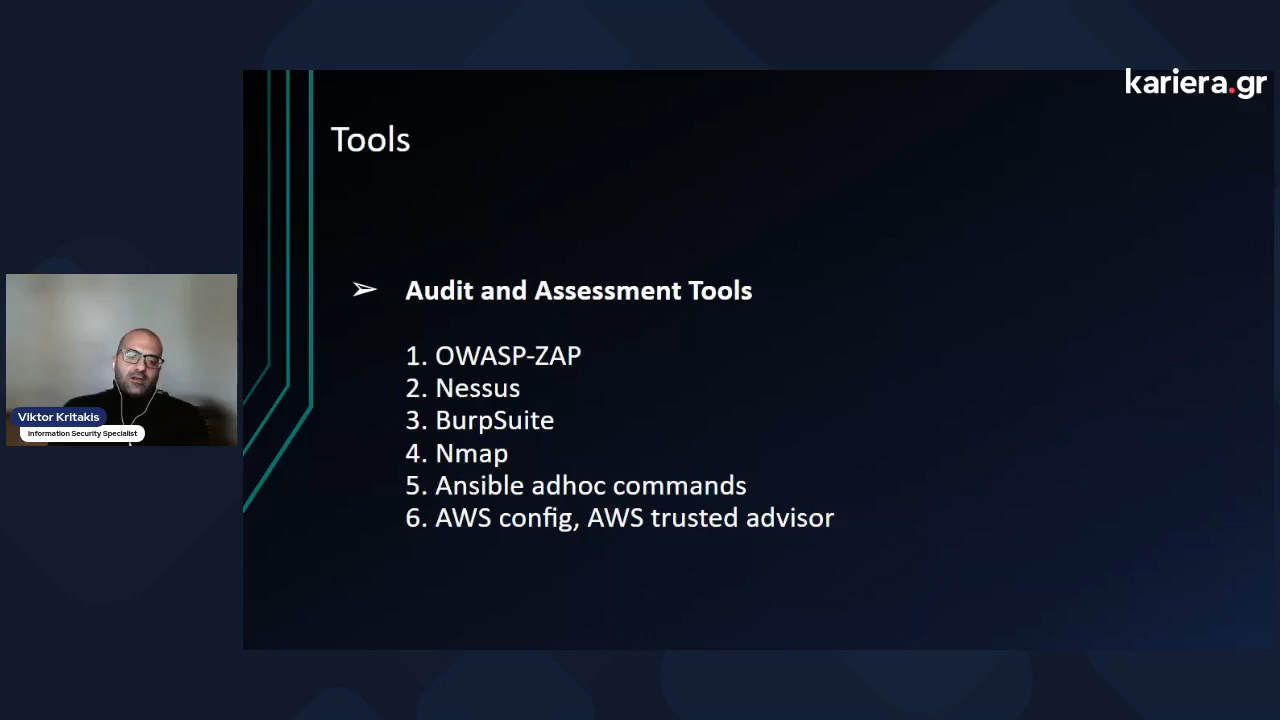 kariera.gr
Tools
➢ Audit and Assessment Tools
1. OWASP-ZAP
2. Nessus
3. BurpSuite
4. Nmap
5. Ansible adhoc commands
6. AWS config, AWS trusted advisor
Viktor Kritakis
Information Security Specialist